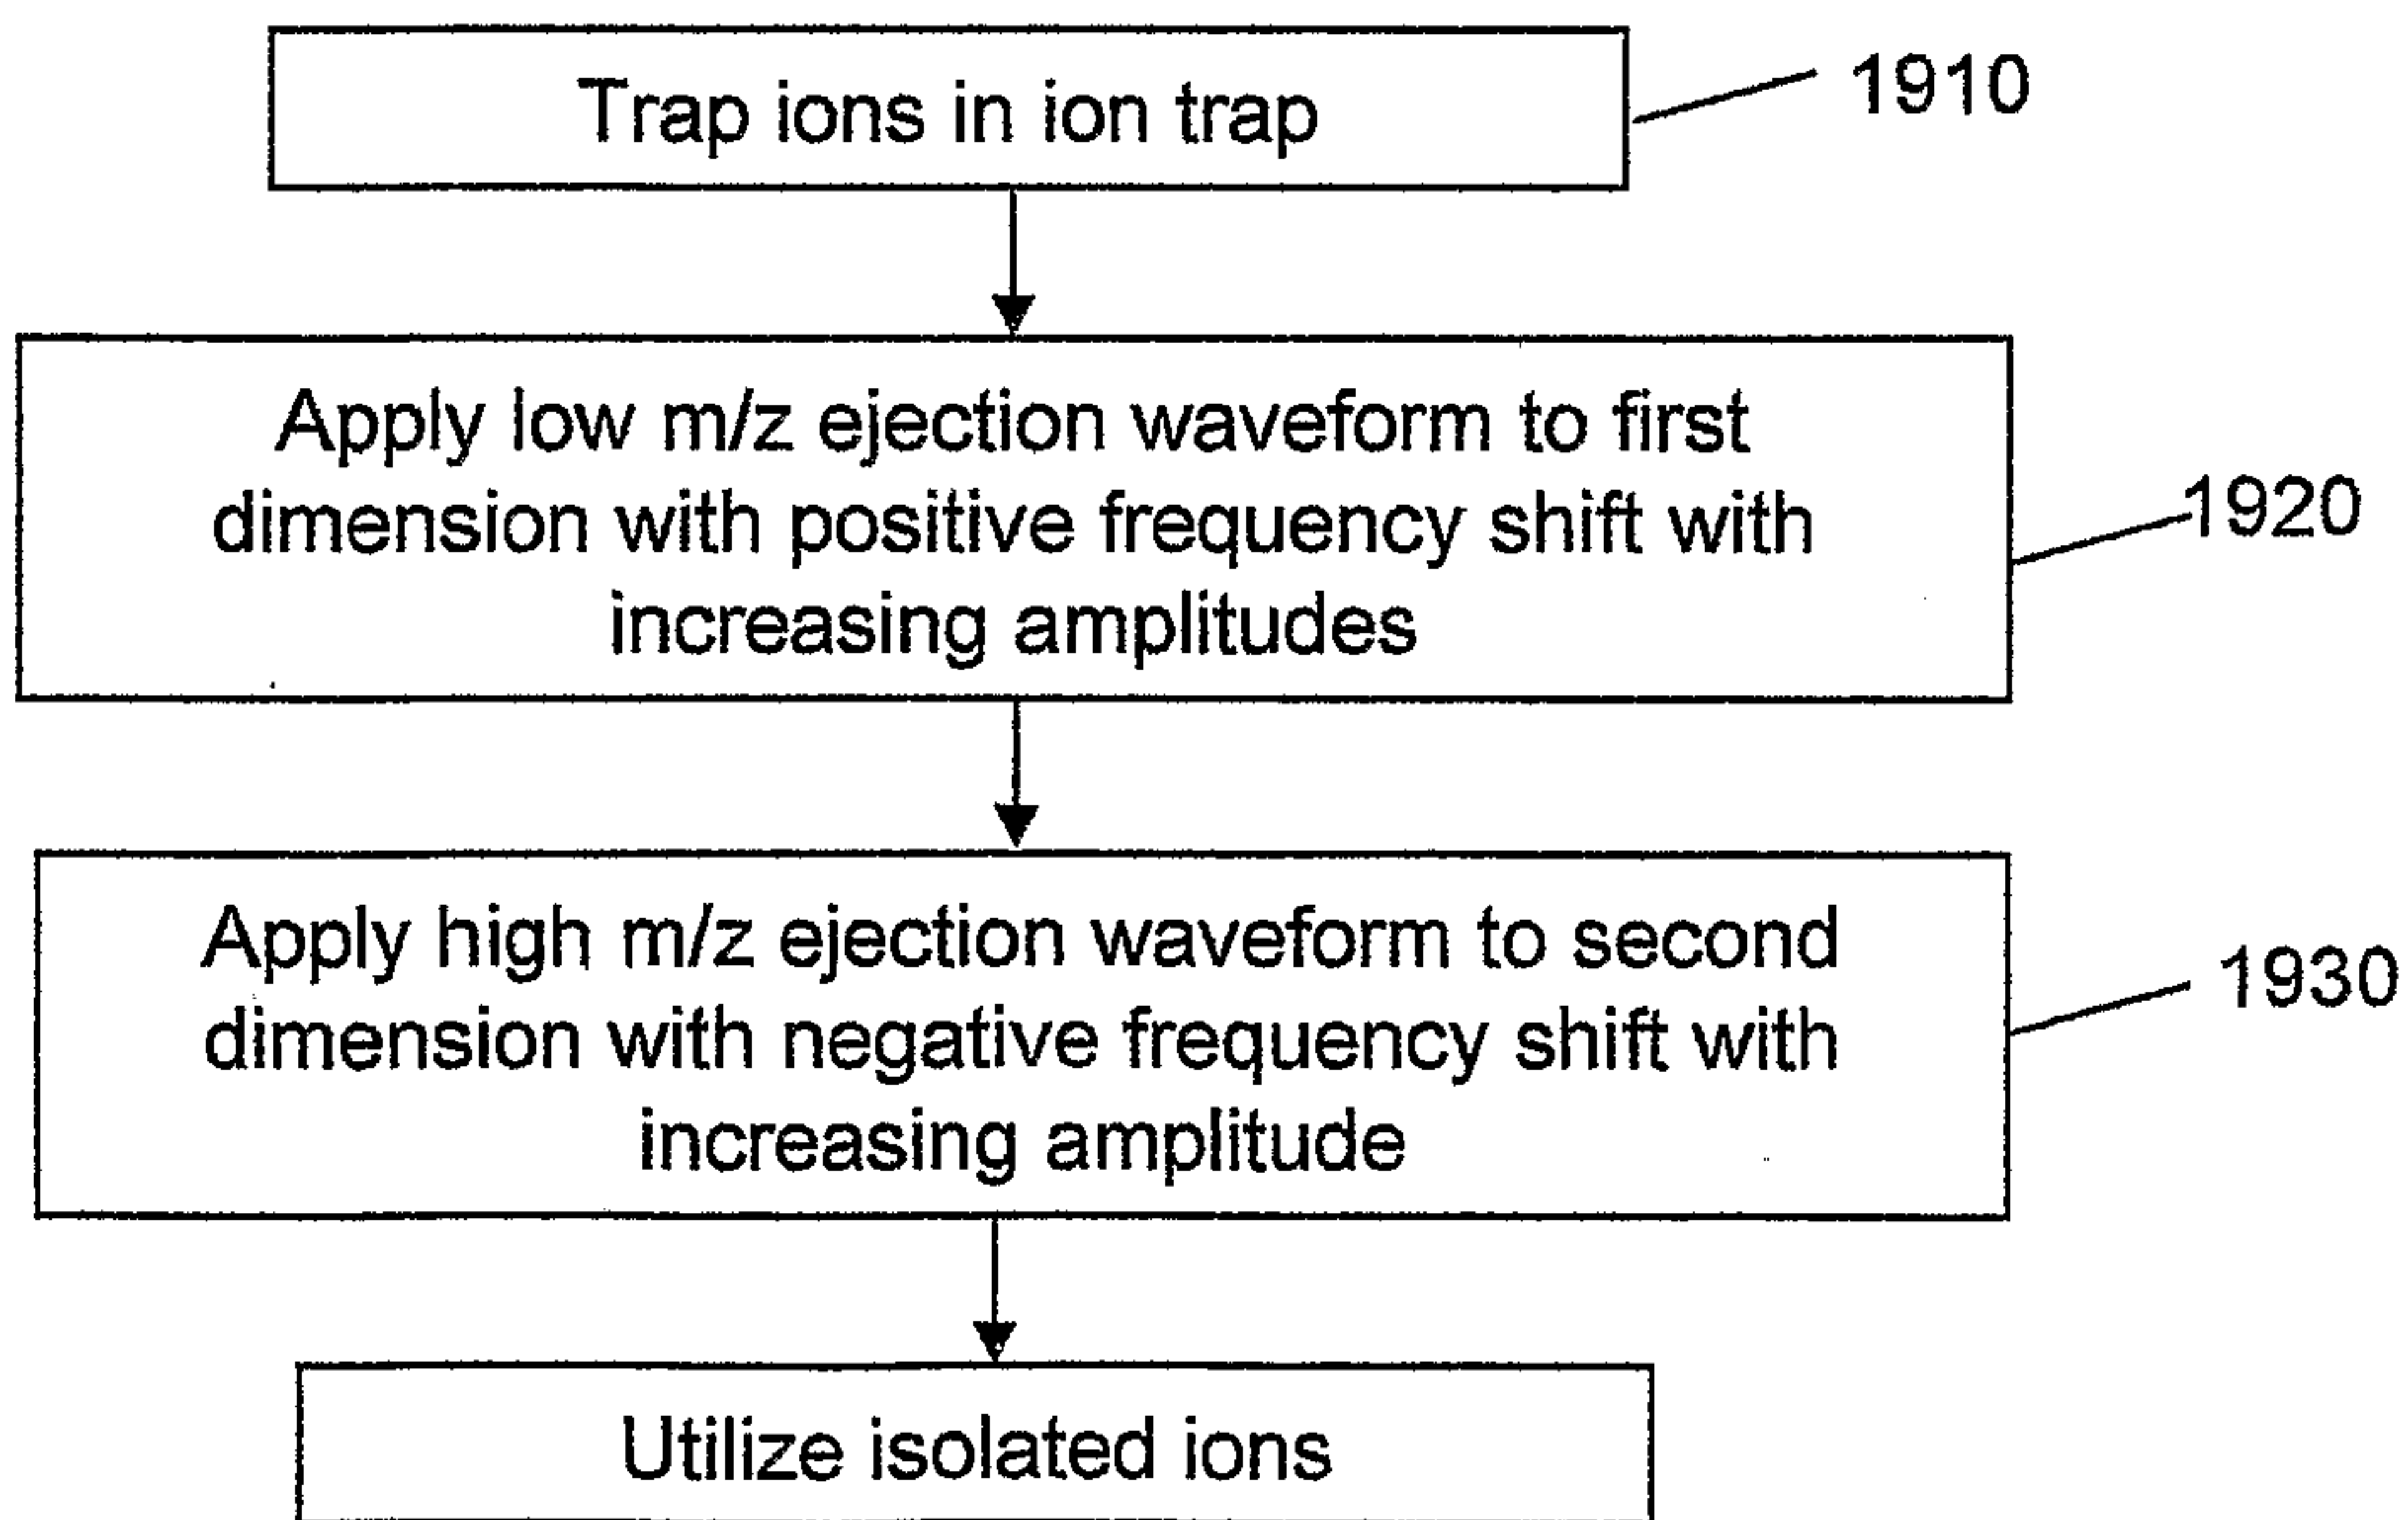 Trap ions in ion trap
1910
Apply low m/z ejection waveform to first
dimension with positive frequency shift with
increasing amplitudes
1920
Apply high m/z ejection waveform to second
dimension with negative frequency shift with
increasing amplitude
1930
Utilize isolated ions